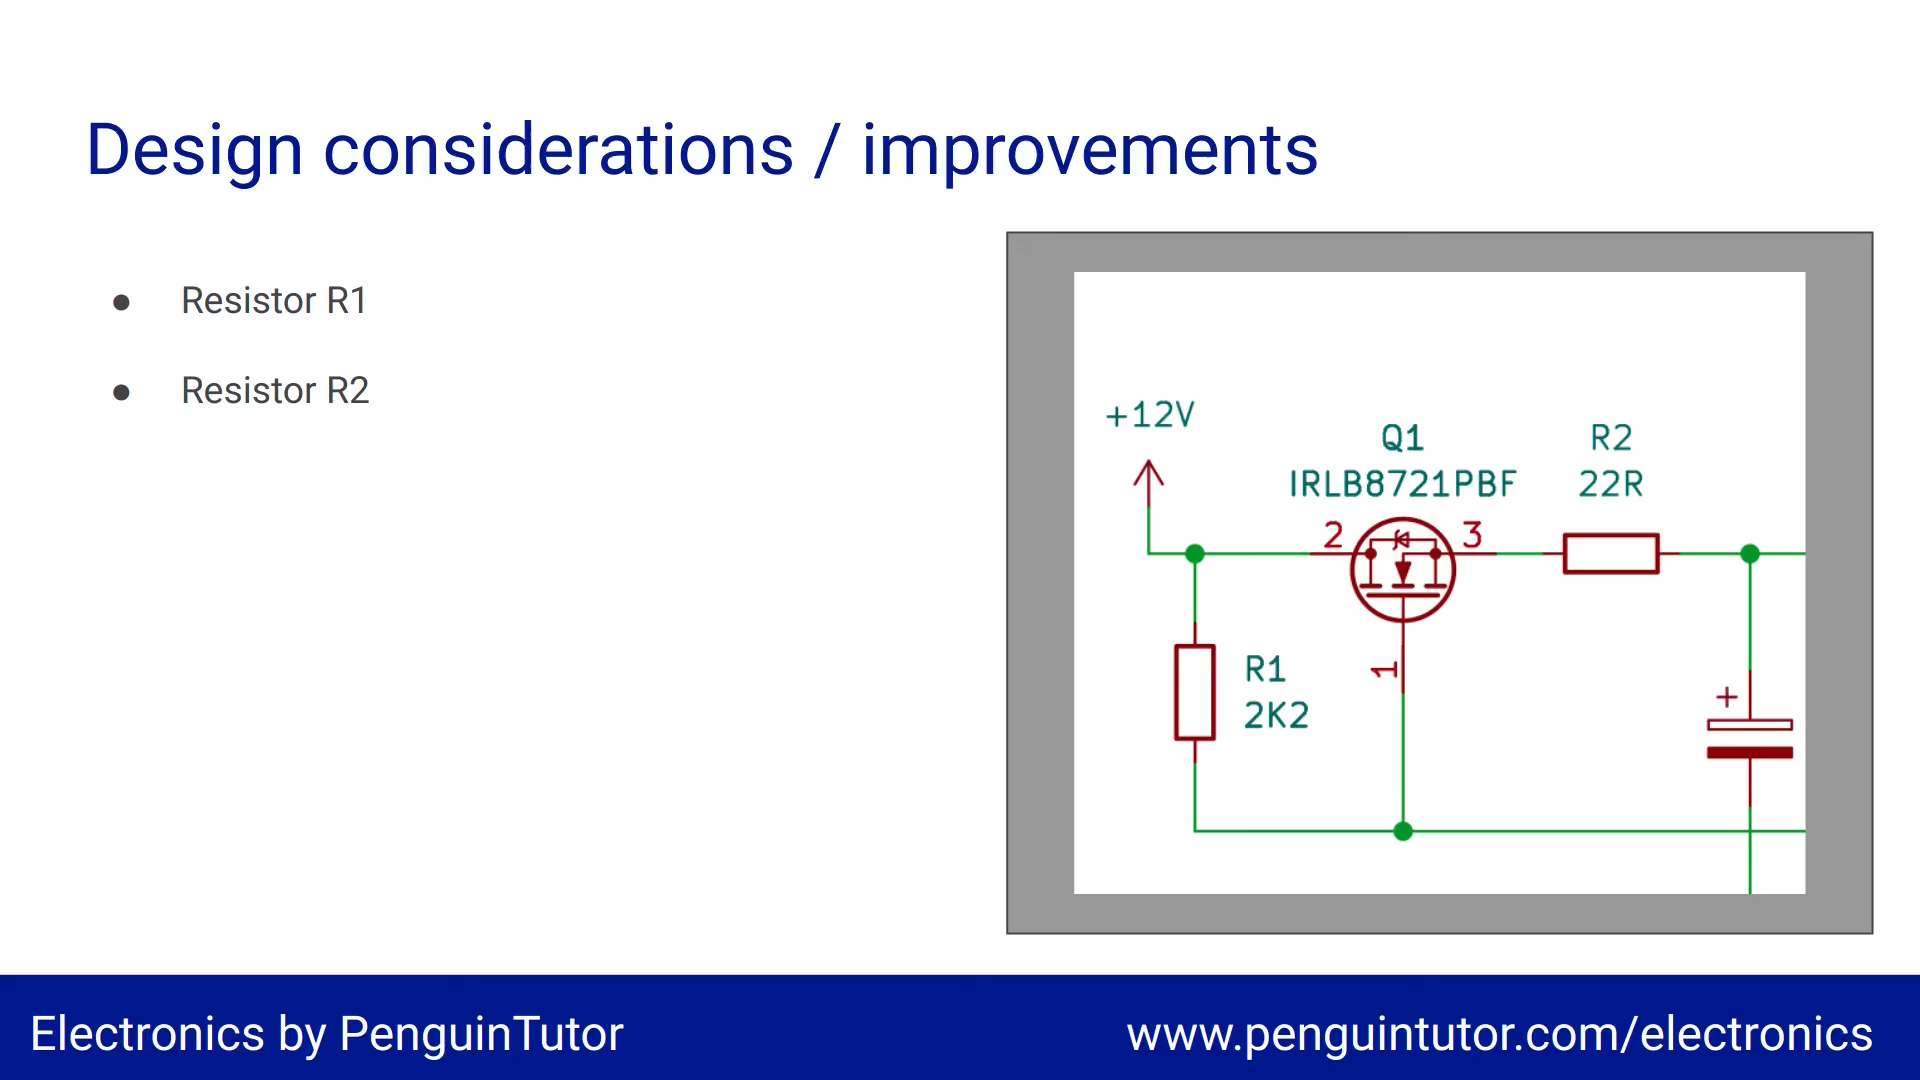 Design considerations / improvements
● Resistor R1
● Resistor R2
+12V
Q1
IRLB8721PBF
R2
22R
2
3
1
R1
2K2
+
Electronics by PenguinTutor
www.penguintutor.com/electronics